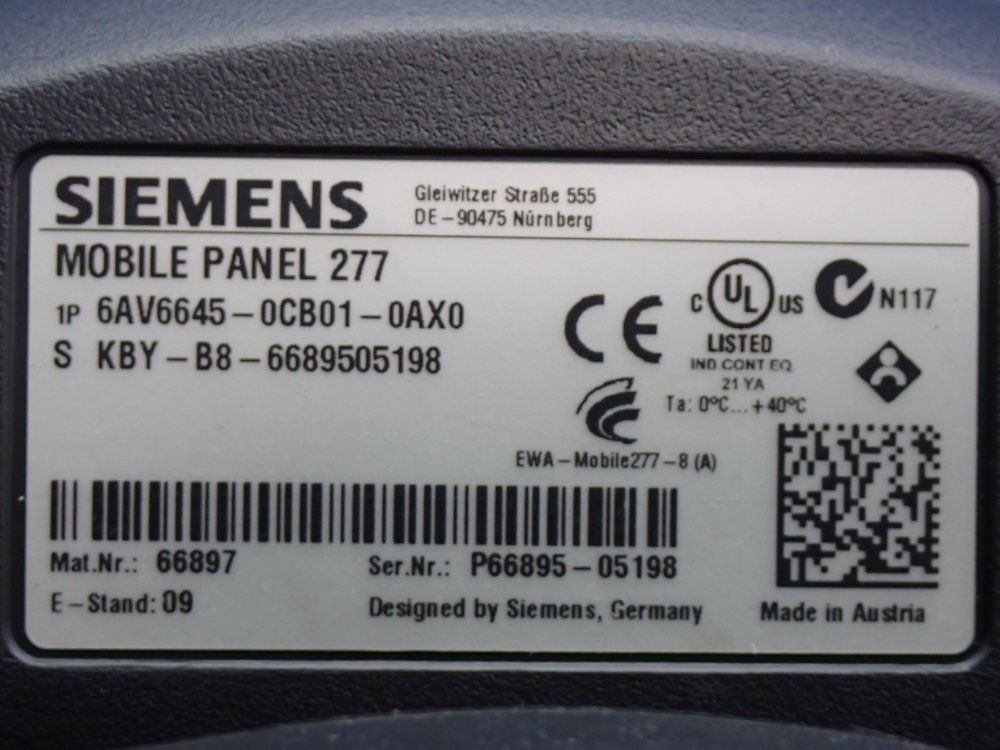 SIEMENS
Gleiwitzer Straße 555
DE-90475 Nürnberg
MOBILE PANEL 277
1P 6AV6645-0CB01-0AX0
S KBY-B8-6689505198
CE
C UL US
LISTED
IND CONT EQ
21 YA
Ta: 0°C...+40°C
N117
EWA-Mobile277-8 (A)
Mat.Nr.: 66897
Ser.Nr.: P66895-05198
E-Stand: 09
Designed by Siemens, Germany
Made in Austria